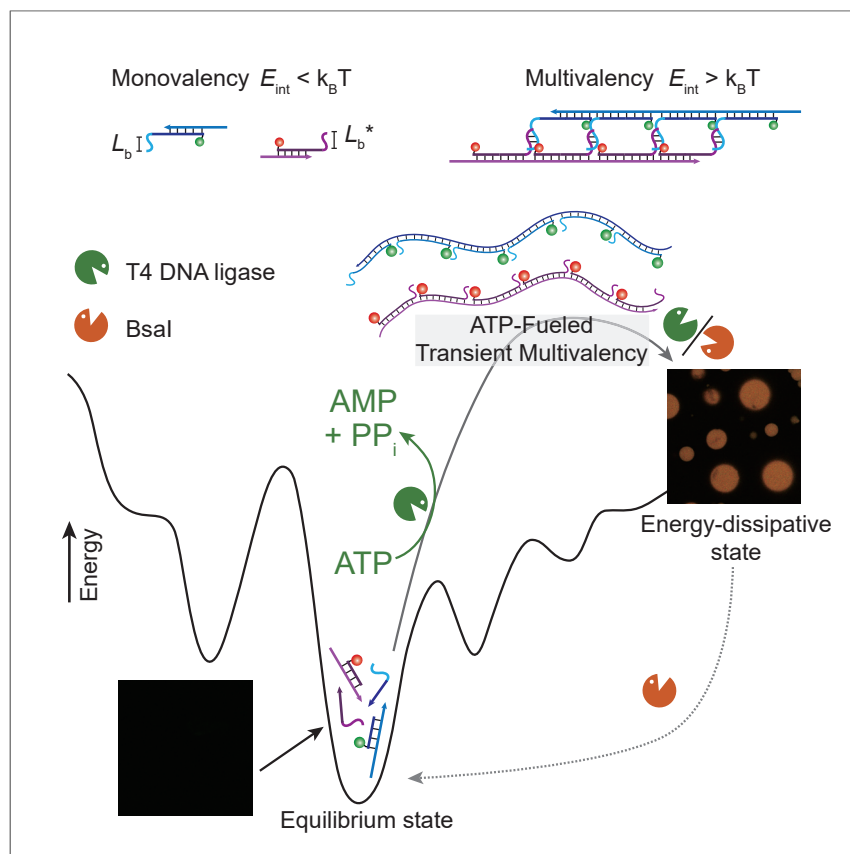 Monovalency E_int < k_BT
Multivalency E_int > k_BT
L_b
L_b*
T4 DNA ligase
BsaI
ATP-Fueled
Transient Multivalency
AMP
+ PP_i
ATP
Energy
Energy-dissipative
state
Equilibrium state